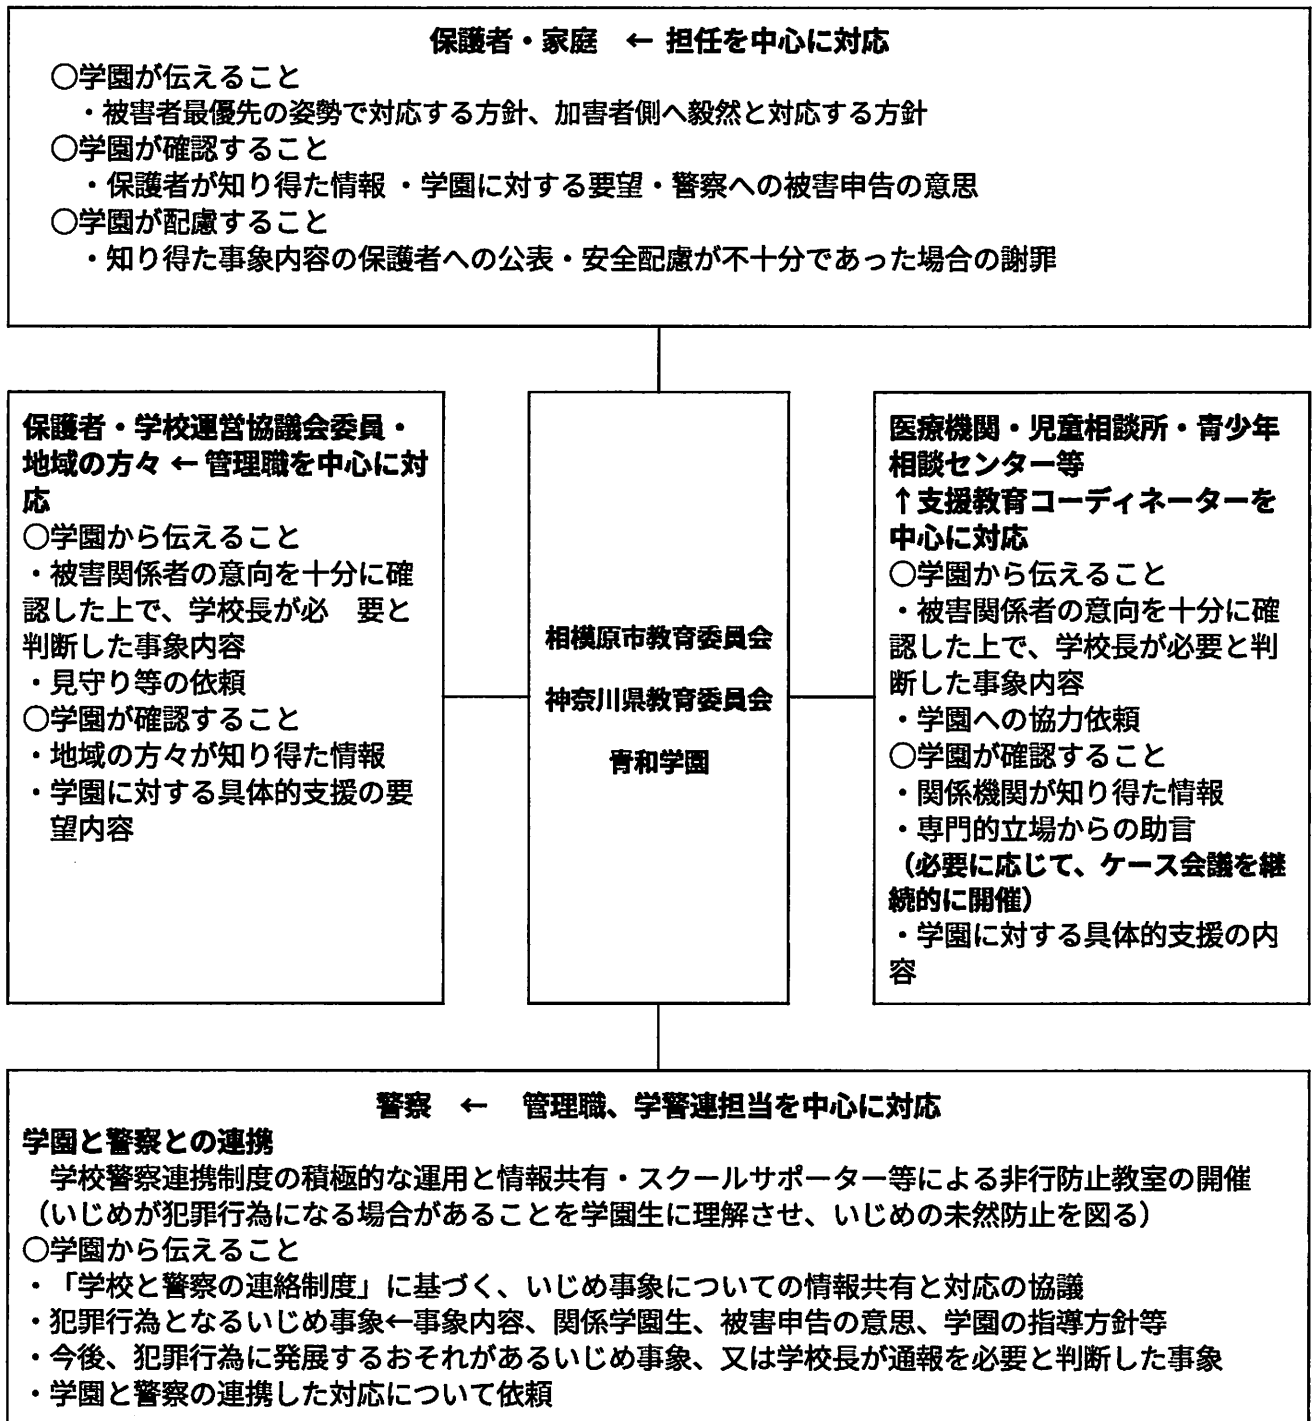 保護者・家庭　← 担任を中心に対応
○学園が伝えること
・被害者最優先の姿勢で対応する方針、加害者側へ毅然と対応する方針
○学園が確認すること
・保護者が知り得た情報 ・学園に対する要望・警察への被害申告の意思
○学園が配慮すること
・知り得た事象内容の保護者への公表・安全配慮が不十分であった場合の謝罪
保護者・学校運営協議会委員・
地域の方々 ← 管理職を中心に対
応
○学園から伝えること
・被害関係者の意向を十分に確
認した上で、学校長が必　要と
判断した事象内容
・見守り等の依頼
○学園が確認すること
・地域の方々が知り得た情報
・学園に対する具体的支援の要
望内容
相模原市教育委員会
神奈川県教育委員会
青和学園
医療機関・児童相談所・青少年
相談センター等
↑支援教育コーディネーターを
中心に対応
○学園から伝えること
・被害関係者の意向を十分に確
認した上で、学校長が必要と判
断した事象内容
・学園への協力依頼
○学園が確認すること
・関係機関が知り得た情報
・専門的立場からの助言
（必要に応じて、ケース会議を継
続的に開催）
・学園に対する具体的支援の内
容
警察　←　管理職、学警連担当を中心に対応
学園と警察との連携
学校警察連携制度の積極的な運用と情報共有・スクールサポーター等による非行防止教室の開催
（いじめが犯罪行為になる場合があることを学園生に理解させ、いじめの未然防止を図る）
○学園から伝えること
・「学校と警察の連絡制度」に基づく、いじめ事象についての情報共有と対応の協議
・犯罪行為となるいじめ事象←事象内容、関係学園生、被害申告の意思、学園の指導方針等
・今後、犯罪行為に発展するおそれがあるいじめ事象、又は学校長が通報を必要と判断した事象
・学園と警察の連携した対応について依頼